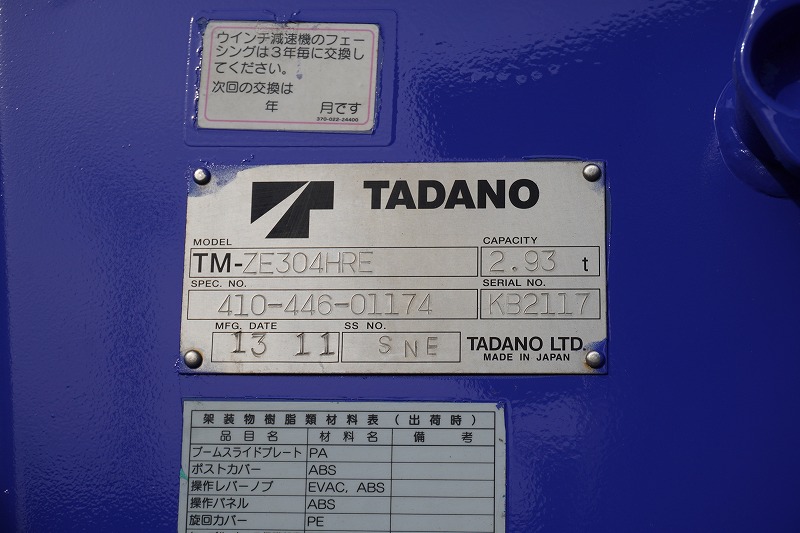 ウインチ減速機のフェー
シングは3年毎に交換し
てください。
次回の交換は
年 月です
370-022-24400
TADANO
MODEL CAPACITY
TM-ZE304HRE 2.93 t
SPEC. NO. SERIAL NO.
410-446-01174 KB2117
MFG. DATE SS NO.
13 11 SNE TADANO LTD.
MADE IN JAPAN
架装物樹脂類材料表(出荷時)
品目名 材料名 備考
ブームスライドプレート PA
ポストカバー ABS
操作レバーノブ EVAC, ABS
操作パネル ABS
旋回カバー PE